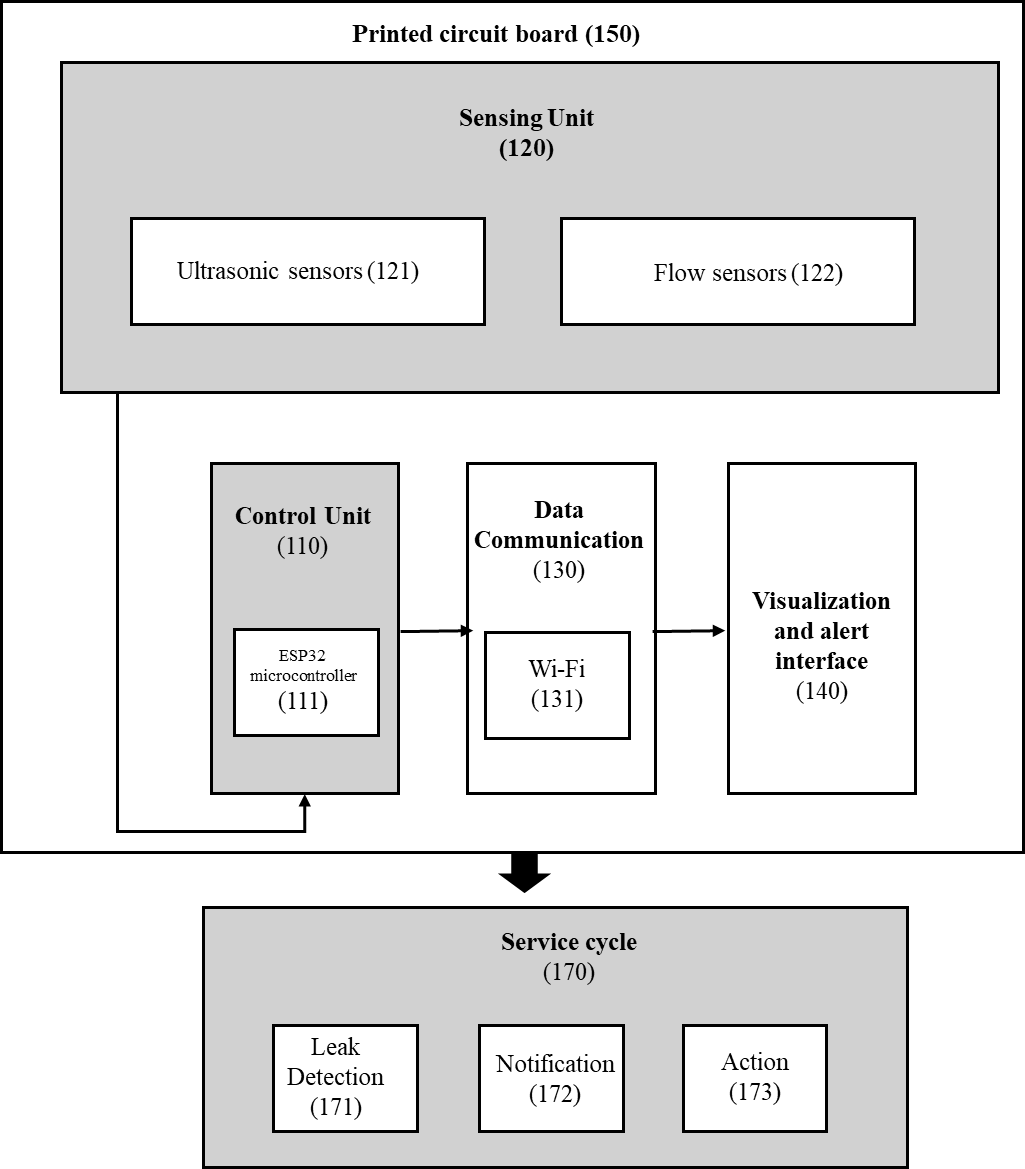 Printed circuit board (150)
Sensing Unit
(120)
Ultrasonic sensors (121)
Flow sensors (122)
Control Unit
(110)
ESP32
microcontroller
(111)
Data
Communication
(130)
Wi-Fi
(131)
Visualization
and alert
interface
(140)
Service cycle
(170)
Leak
Detection
(171)
Notification
(172)
Action
(173)